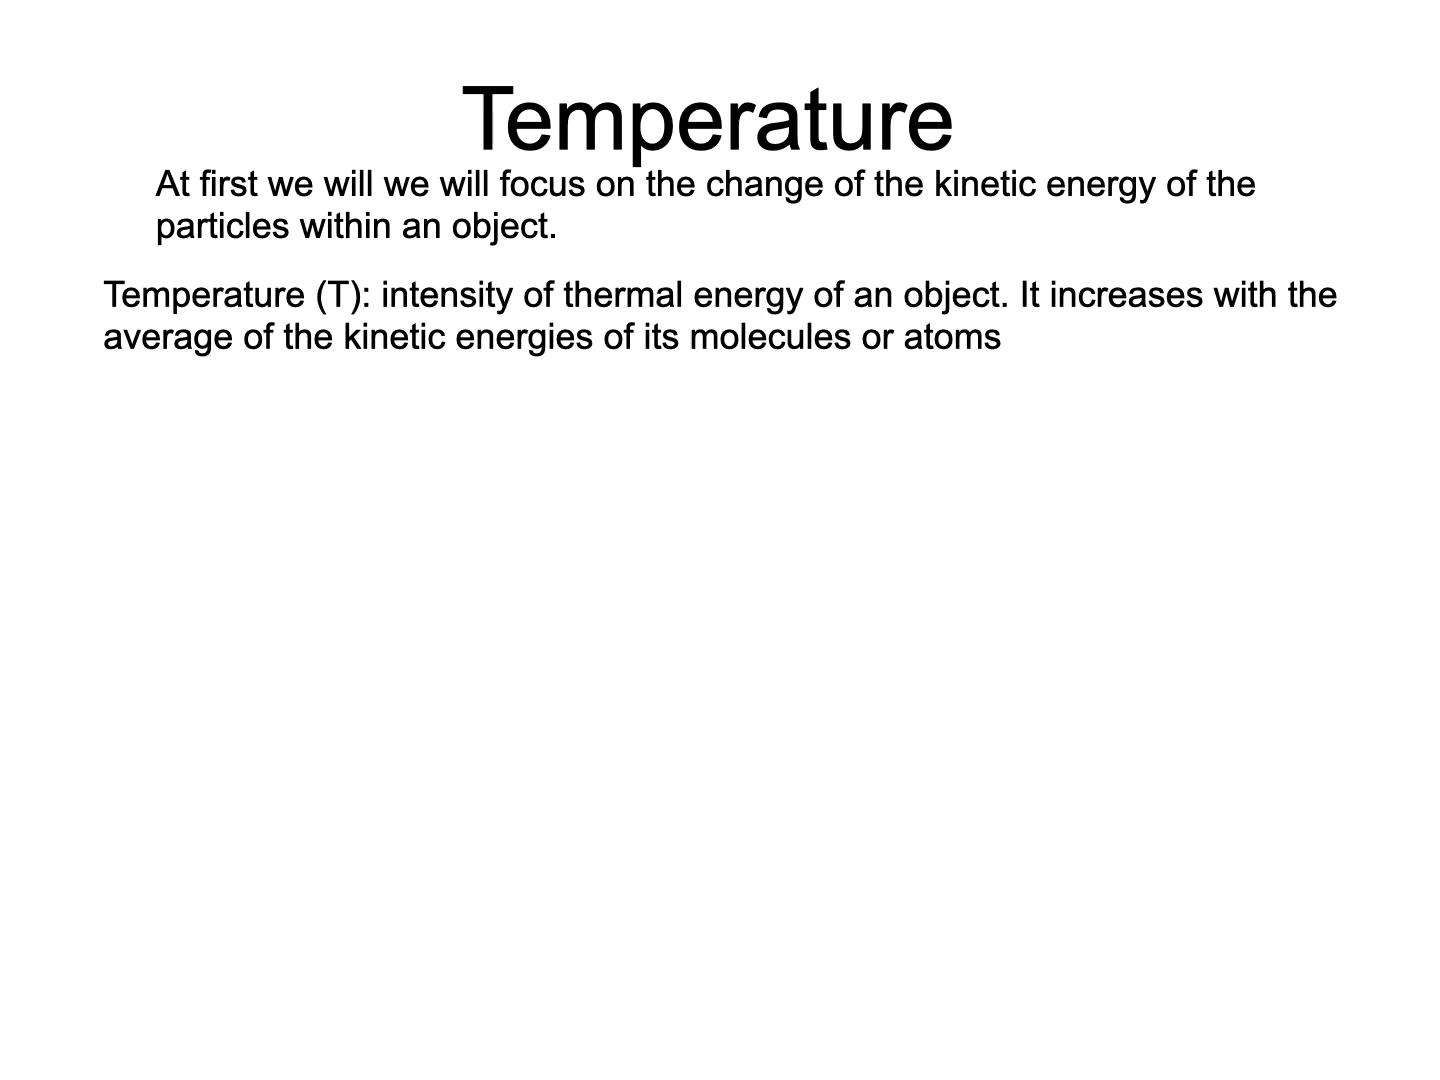 Temperature
At first we will we will focus on the change of the kinetic energy of the
particles within an object.
Temperature (T): intensity of thermal energy of an object. It increases with the
average of the kinetic energies of its molecules or atoms